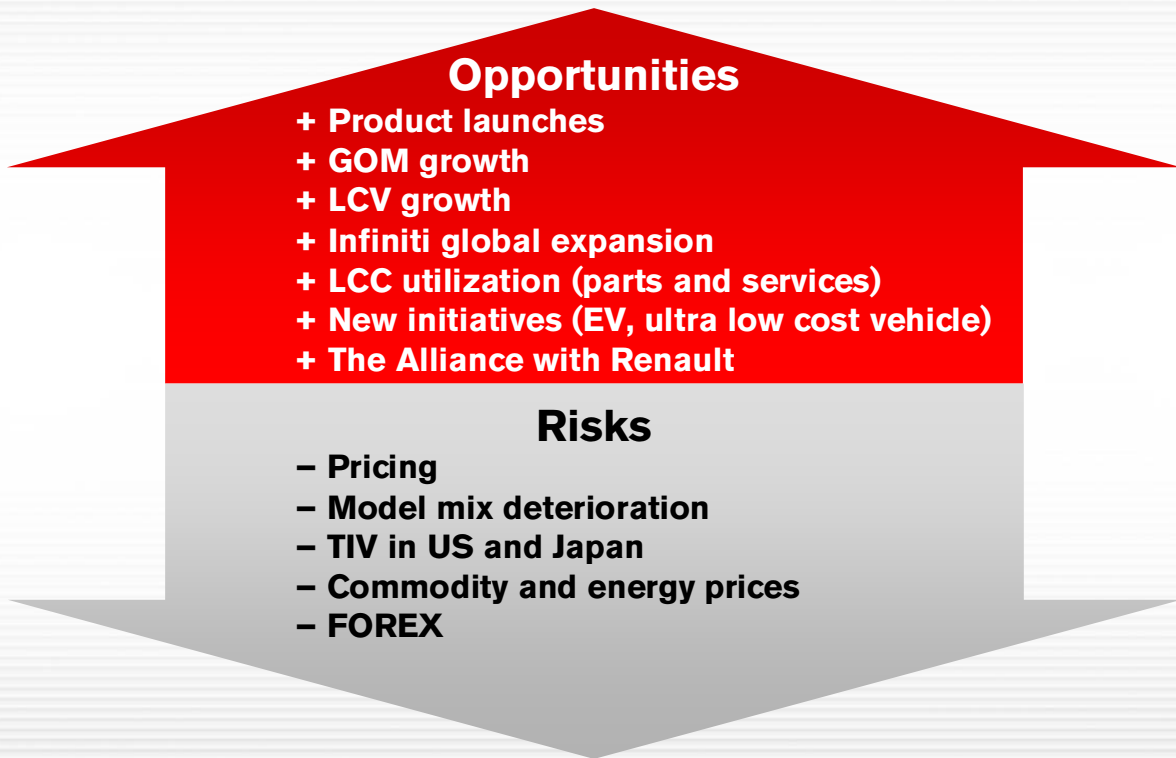 Opportunities
+ Product launches
+ GOM growth
+ LCV growth
+ Infiniti global expansion
+ LCC utilization (parts and services)
+ New initiatives (EV, ultra low cost vehicle)
+ The Alliance with Renault
Risks
– Pricing
– Model mix deterioration
– TIV in US and Japan
– Commodity and energy prices
– FOREX